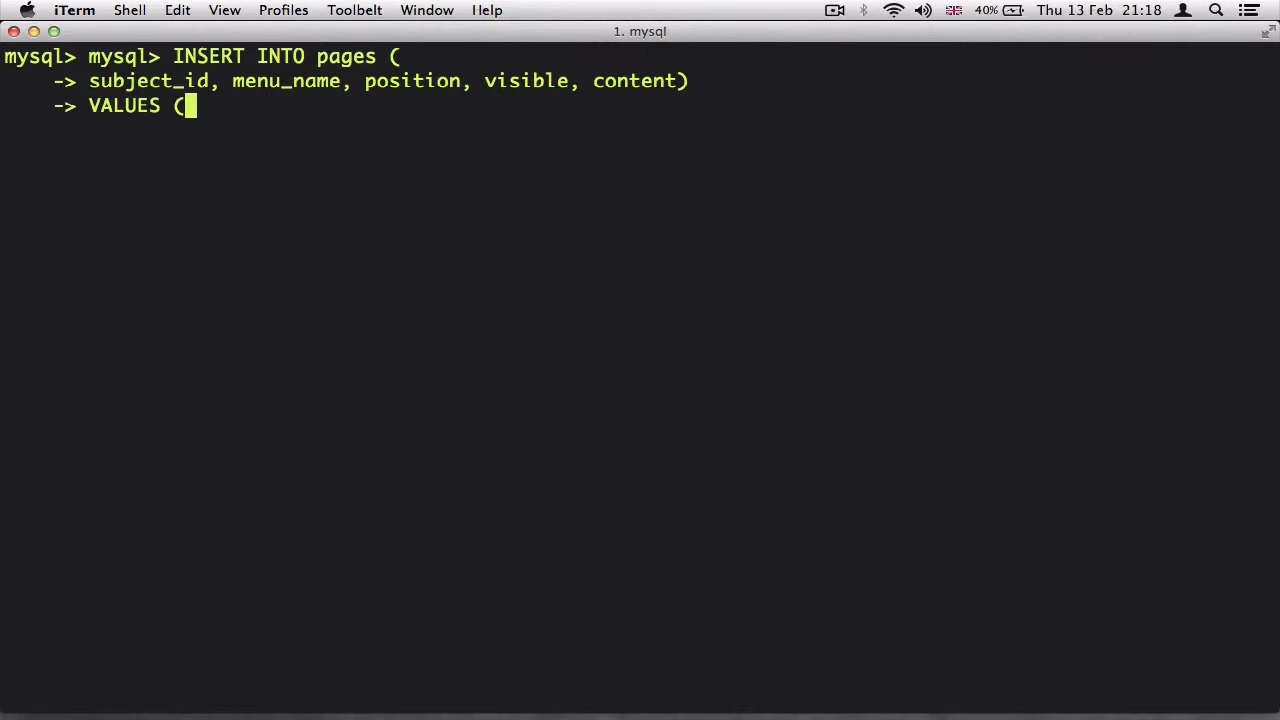 iTerm Shell Edit View Profiles Toolbelt Window Help 40% Thu 13 Feb 21:18
1. mysql
mysql> mysql> INSERT INTO pages (
-> subject_id, menu_name, position, visible, content)
-> VALUES (